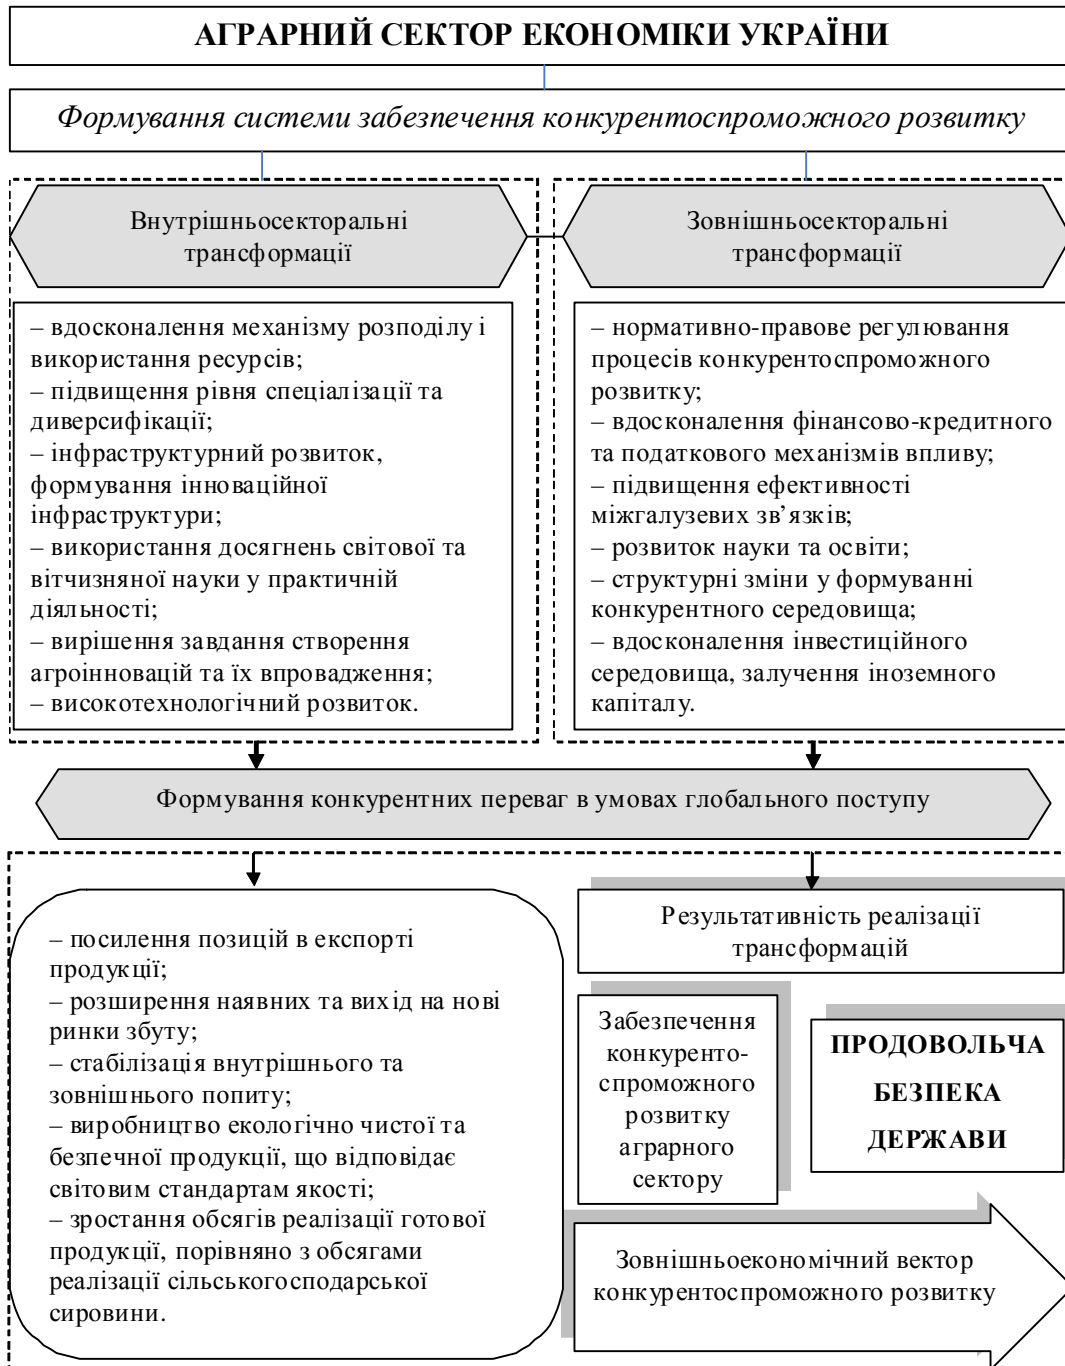 АГРАРНИЙ СЕКТОР ЕКОНОМІКИ УКРАЇНИ
Формування системи забезпечення конкурентоспроможного розвитку
Внутрішньосекторальні
трансформації
– вдосконалення механізму розподілу і
використання ресурсів;
– підвищення рівня спеціалізації та
диверсифікації;
– інфраструктурний розвиток,
формування інноваційної
інфраструктури;
– використання досягнень світової та
вітчизняної науки у практичній
діяльності;
– вирішення завдання створення
агроінновацій та їх впровадження;
– високотехнологічний розвиток.
Зовнішньосекторальні
трансформації
– нормативно-правове регулювання
процесів конкурентоспроможного
розвитку;
– вдосконалення фінансово-кредитного
та податкового механізмів впливу;
– підвищення ефективності
міжгалузевих зв’язків;
– розвиток науки та освіти;
– структурні зміни у формуванні
конкурентного середовища;
– вдосконалення інвестиційного
середовища, залучення іноземного
капіталу.
Формування конкурентних переваг в умовах глобального поступу
– посилення позицій в експорті
продукції;
– розширення наявних та вихід на нові
ринки збуту;
– стабілізація внутрішнього та
зовнішнього попиту;
– виробництво екологічно чистої та
безпечної продукції, що відповідає
світовим стандартам якості;
– зростання обсягів реалізації готової
продукції, порівняно з обсягами
реалізації сільськогосподарської
сировини.
Результативність реалізації
трансформацій
Забезпечення
конкуренто-
спроможного
розвитку
аграрного
сектору
ПРОДОВОЛЬЧА
БЕЗПЕКА
ДЕРЖАВИ
Зовнішньоекономічний вектор
конкурентоспроможного розвитку